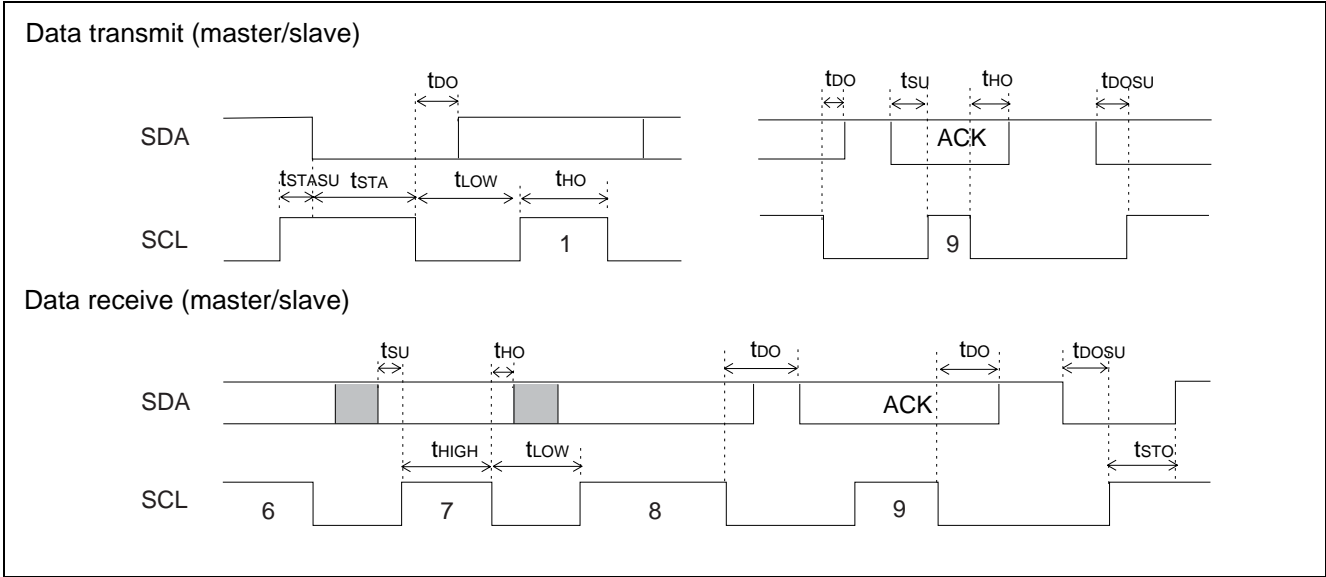 Data transmit (master/slave)
tDO tDO tSU tHO tDOSU
SDA ACK
tSTASU tSTA tLOW tHO
SCL 1 9
Data receive (master/slave)
tSU tHO tDO tDO tDOSU
SDA ACK
tHIGH tLOW tSTO
SCL 6 7 8 9